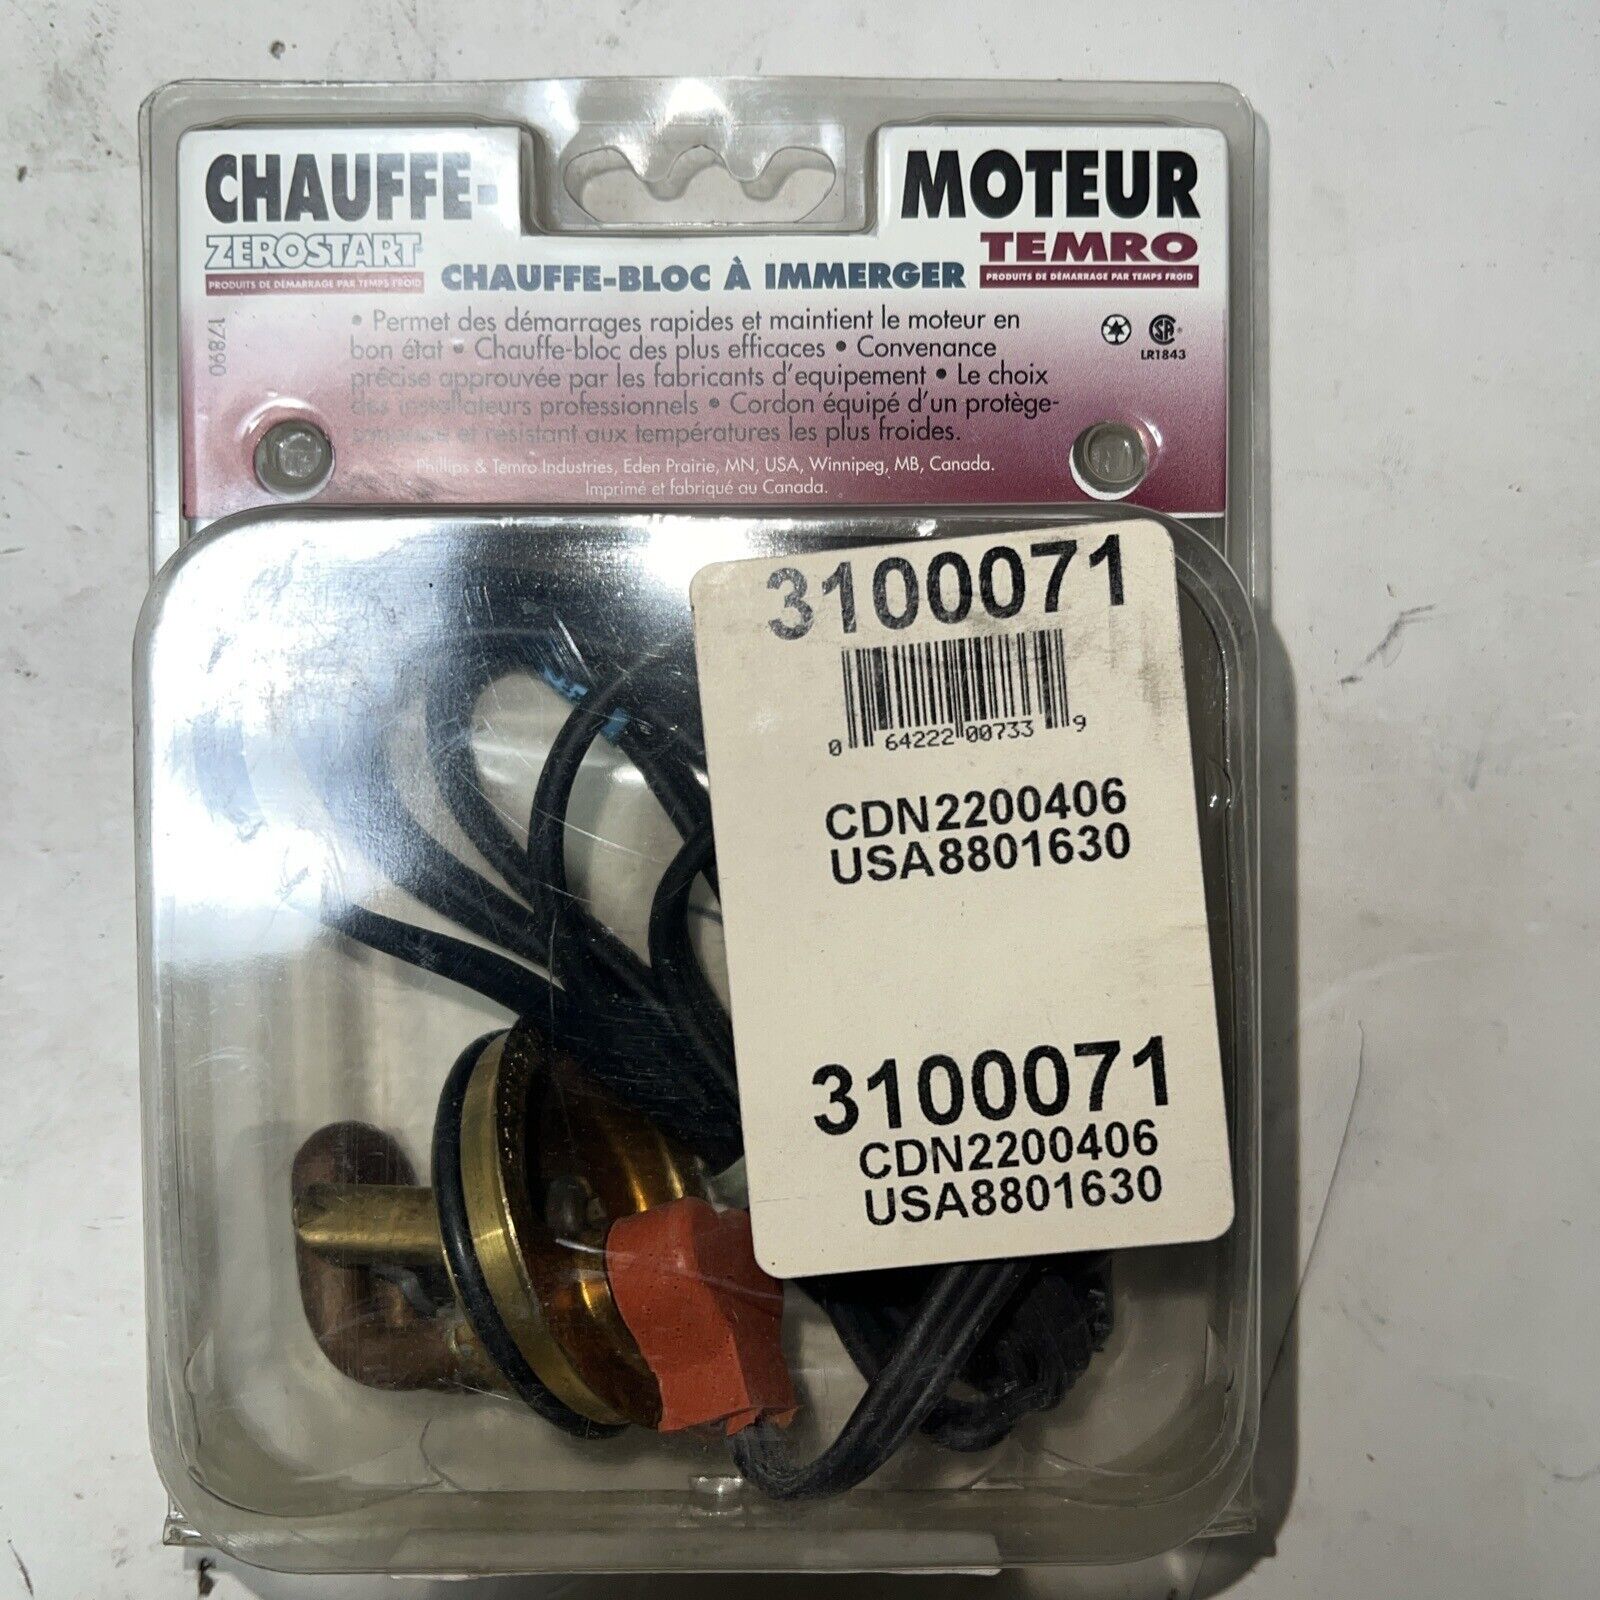 CHAUFFE-
MOTEUR
ZEROSTART
PRODUITS DE DÉMARRAGE PAR TEMPS FROID
CHAUFFE-BLOC À IMMERGER
TEMRO
PRODUITS DE DÉMARRAGE PAR TEMPS FROID
17890
• Permet des démarrages rapides et maintient le moteur en
bon état • Chauffe-bloc des plus efficaces • Convenance
précise approuvée par les fabricants d'équipement • Le choix
des installateurs professionnels • Cordon équipé d'un protège-
et résistant aux températures les plus froides.
LR1843
Phillips & Temro Industries, Eden Prairie, MN, USA, Winnipeg, MB, Canada.
Imprimé et fabriqué au Canada.
3100071
0 64222 00733 9
CDN2200406
USA8801630
3100071
CDN2200406
USA8801630